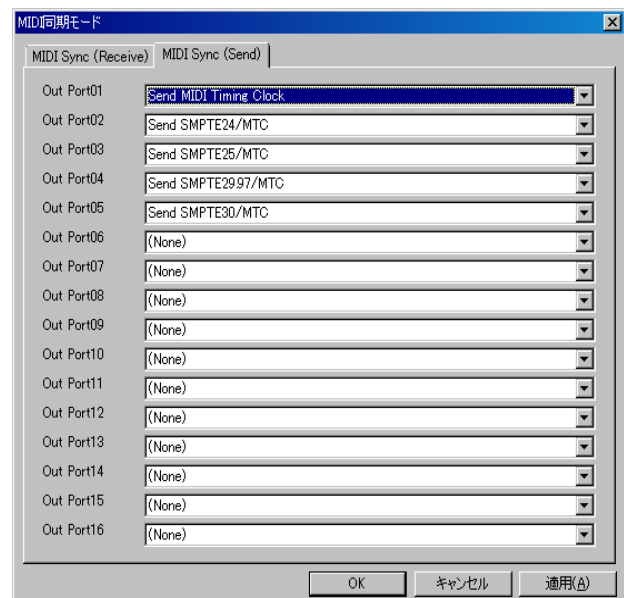 MIDI同期モード
MIDI Sync (Receive) MIDI Sync (Send)
Out Port01 Send MIDI Timing Clock
Out Port02 Send SMPTE24/MTC
Out Port03 Send SMPTE25/MTC
Out Port04 Send SMPTE29.97/MTC
Out Port05 Send SMPTE30/MTC
Out Port06 (None)
Out Port07 (None)
Out Port08 (None)
Out Port09 (None)
Out Port10 (None)
Out Port11 (None)
Out Port12 (None)
Out Port13 (None)
Out Port14 (None)
Out Port15 (None)
Out Port16 (None)
OK キャンセル 適用(A)